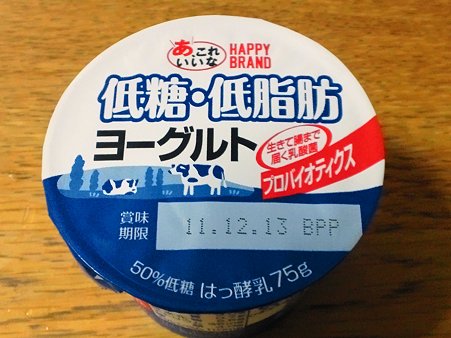 あ、これ
いいな
HAPPY
BRAND
低糖・低脂肪
ヨーグルト
生きて腸まで
届く乳酸菌
プロバイオティクス
賞味
期限
11.12.13 BPP
50%低糖 はっ酵乳 75g